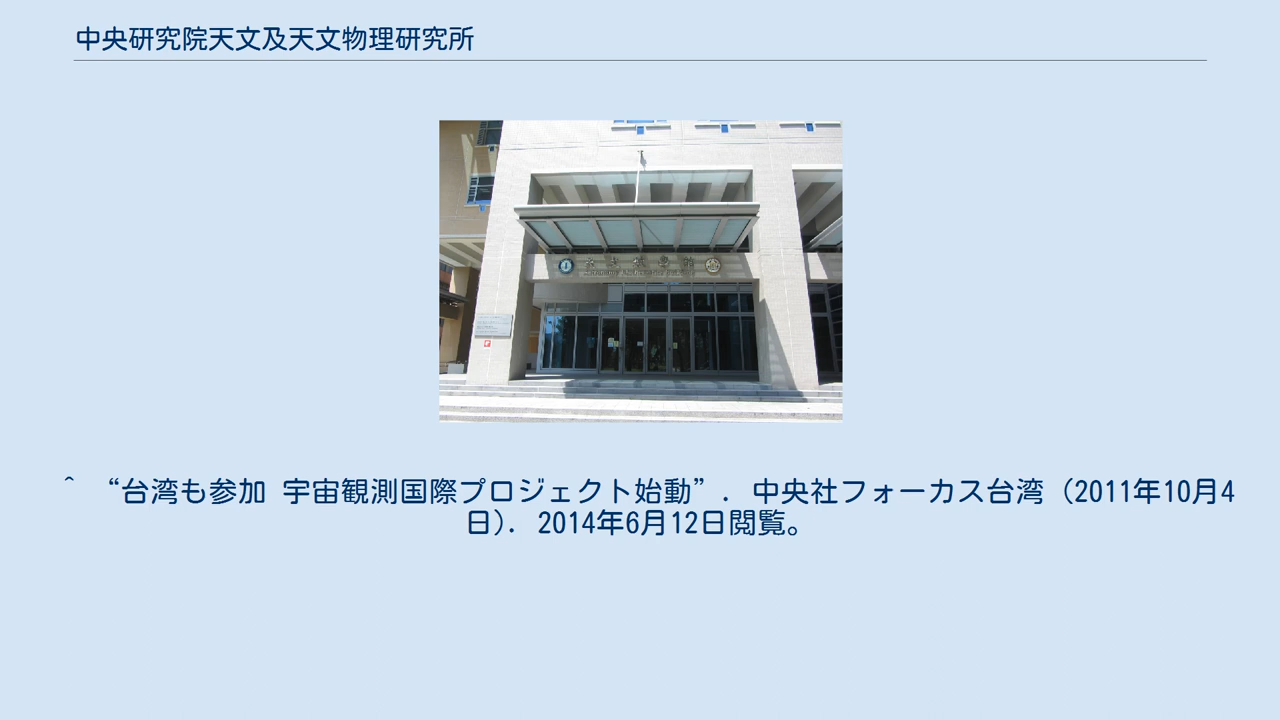 中央研究院天文及天文物理研究所
^ “台湾も参加 宇宙観測国際プロジェクト始動”. 中央社フォーカス台湾 (2011年10月4
日). 2014年6月12日閲覧。